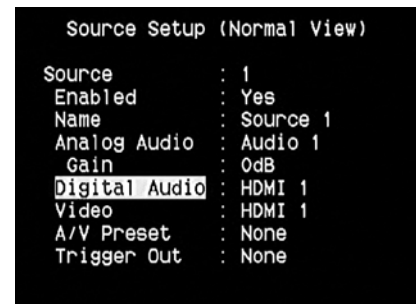 Source Setup (Normal View)
Source : 1
Enabled : Yes
Name : Source 1
Analog Audio : Audio 1
Gain : 0dB
Digital Audio : HDMI 1
Video : HDMI 1
A/V Preset : None
Trigger Out : None